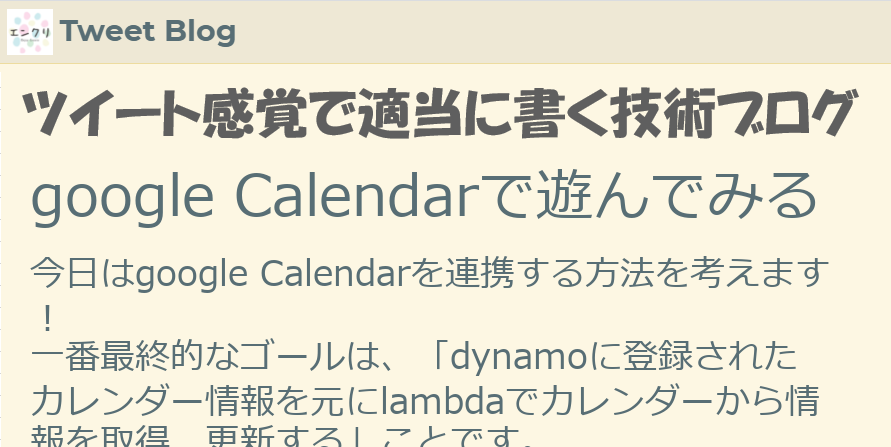 エンクリ
Tweet Blog
ツイート感覚で適当に書く技術ブログ
google Calendarで遊んでみる
今日はgoogle Calendarを連携する方法を考えます
！
一番最終的なゴールは、「dynamoに登録された
カレンダー情報を元にlambdaでカレンダーから情
報を取得、更新する」ことです。